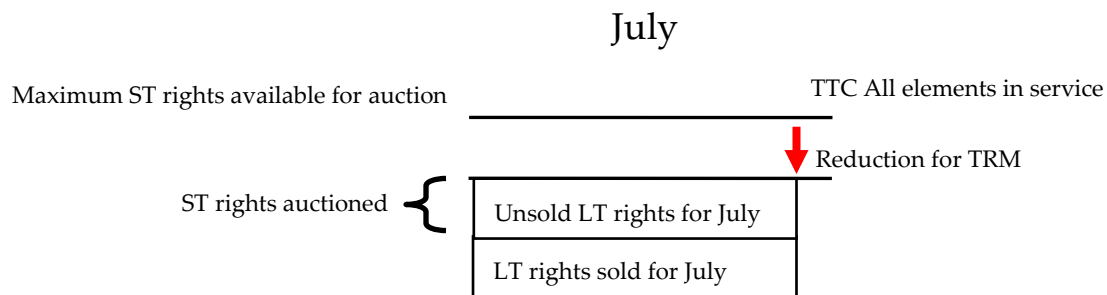 July
Maximum ST rights available for auction
TTC All elements in service
Reduction for TRM
ST rights auctioned
Unsold LT rights for July
LT rights sold for July